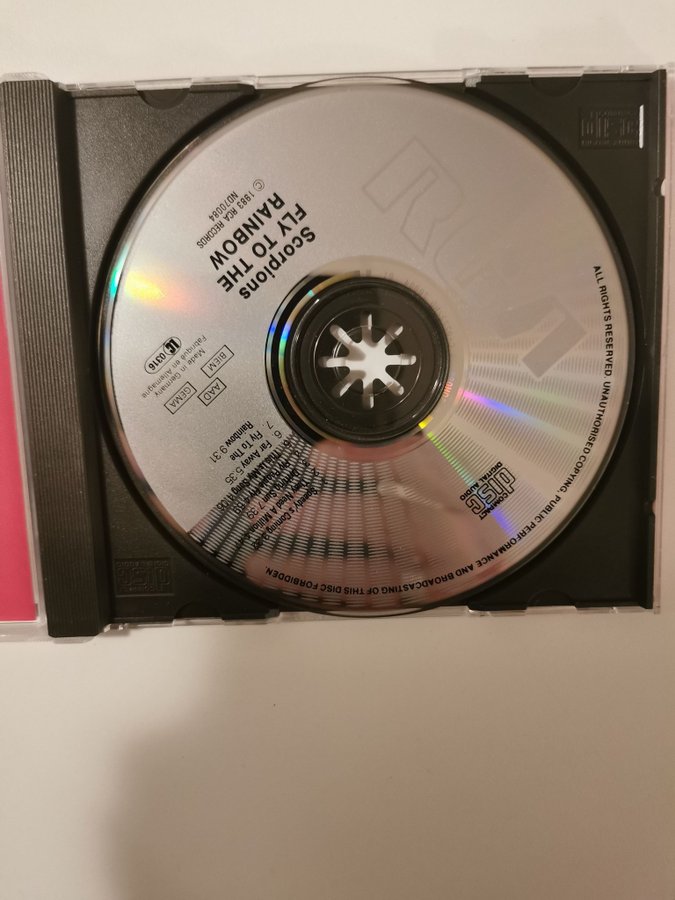 RCA
Scorpions
FLY TO THE
RAINBOW
Ⓒ 1983 RCA RECORDS
ND70084
LC 0316
Made in Germany
Fabriqué en Allemagne
BIEM
GEMA
AAD
6. Far Away 5:35
7. Fly To The
Rainbow 9:31
COMPACT
disc
DIGITAL AUDIO
ALL RIGHTS RESERVED. UNAUTHORISED COPYING, PUBLIC PERFORMANCE AND BROADCASTING OF THIS DISC FORBIDDEN